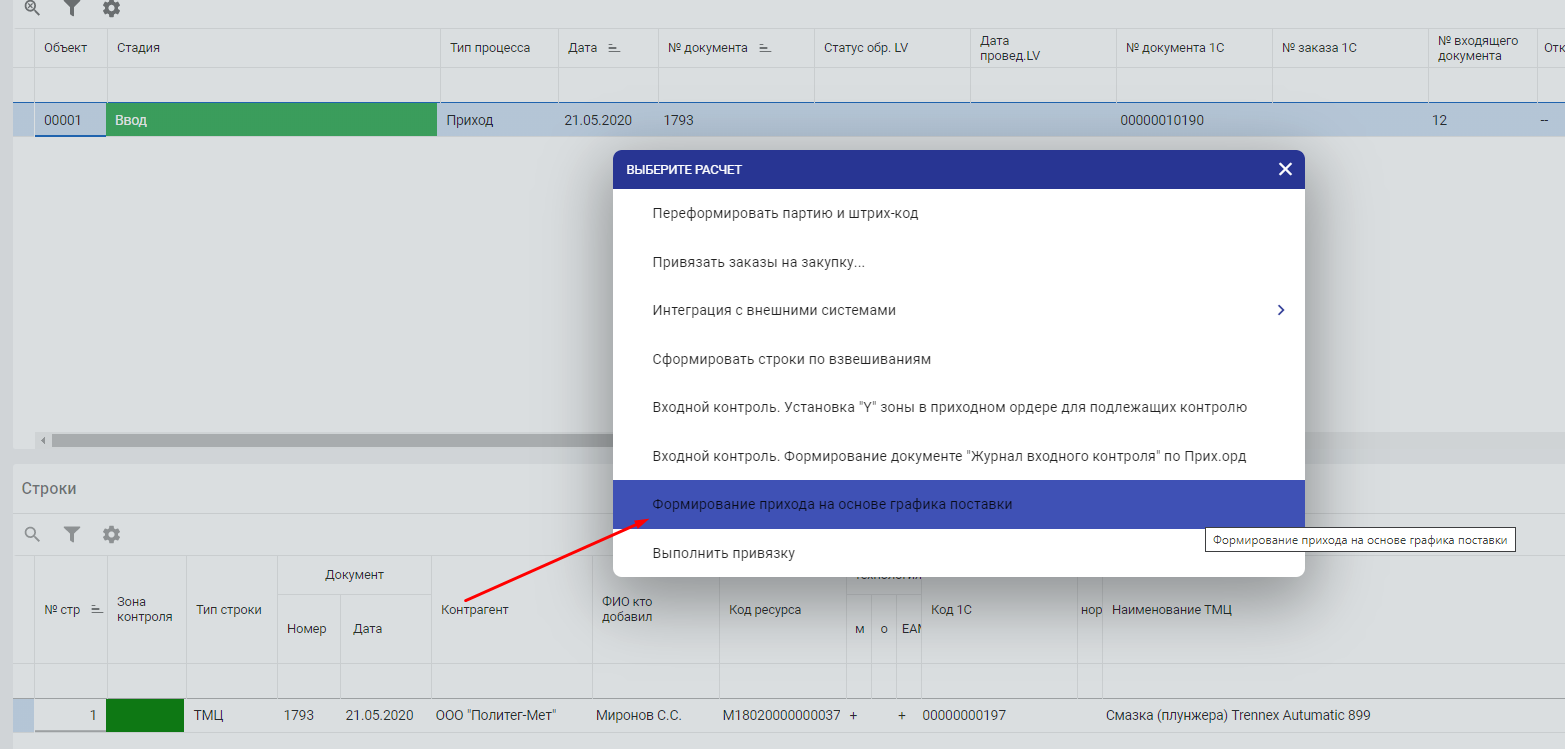 Объект
Стадия
Тип процесса
Дата
№ документа
Статус обр. LV
Дата
провед.LV
№ документа 1С
№ заказа 1С
№ входящего
документа
Отк
00001
Ввод
Приход
21.05.2020
1793
00000010190
12
--
ВЫБЕРИТЕ РАСЧЕТ
Переформировать партию и штрих-код
Привязать заказы на закупку...
Интеграция с внешними системами
Сформировать строки по взвешиваниям
Входной контроль. Установка "Y" зоны в приходном ордере для подлежащих контролю
Входной контроль. Формирование документе "Журнал входного контроля" по Прих.орд
Формирование прихода на основе графика поставки
Формирование прихода на основе графика поставки
Выполнить привязку
Строки
№ стр
Зона
контроля
Тип строки
Документ
Номер
Дата
Контрагент
ФИО кто
добавил
Код ресурса
м
о
ЕАМ
Код 1С
нор
Наименование ТМЦ
1
ТМЦ
1793
21.05.2020
ООО "Политег-Мет"
Миронов С.С.
М18020000000037
+
+
00000000197
Смазка (плунжера) Trennex Autumatic 899